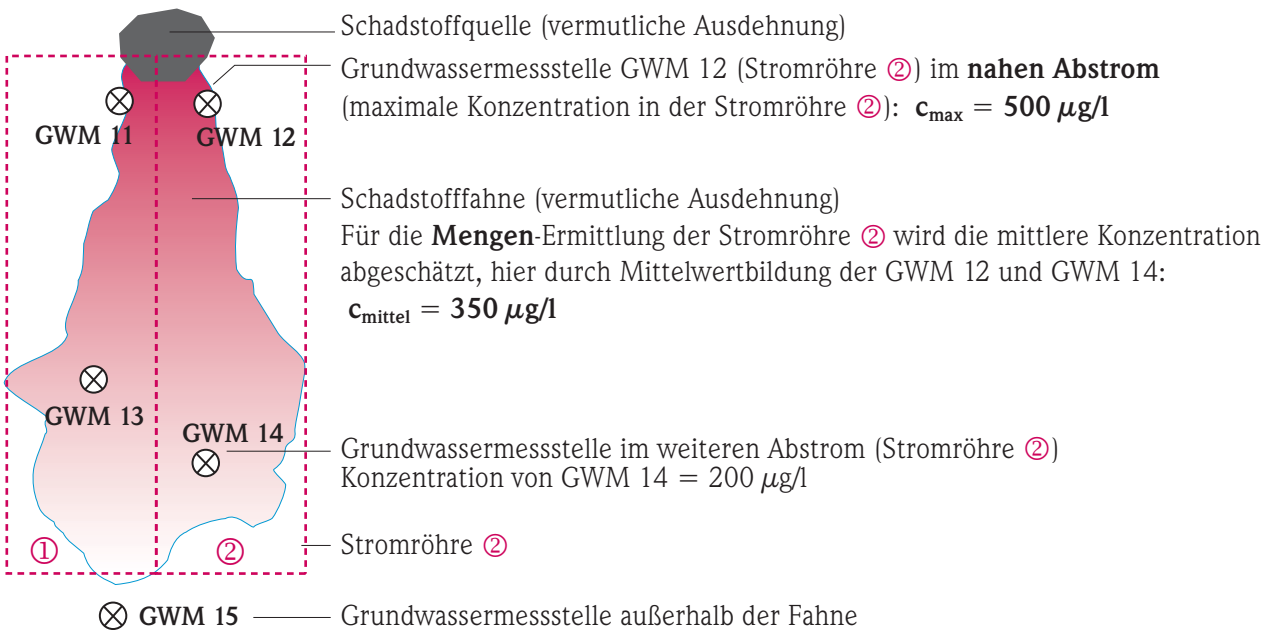 Schadstoffquelle (vermutliche Ausdehnung)
Grundwassermessstelle GWM 12 (Stromröhre ②) im nahen Abstrom
(maximale Konzentration in der Stromröhre ②): cmax = 500 μg/l
GWM 11
GWM 12
Schadstofffahne (vermutliche Ausdehnung)
Für die Mengen-Ermittlung der Stromröhre ② wird die mittlere Konzentration
abgeschätzt, hier durch Mittelwertbildung der GWM 12 und GWM 14:
cmittel = 350 μg/l
GWM 13
GWM 14
Grundwassermessstelle im weiteren Abstrom (Stromröhre ②)
Konzentration von GWM 14 = 200 μg/l
①
②
Stromröhre ②
GWM 15
Grundwassermessstelle außerhalb der Fahne